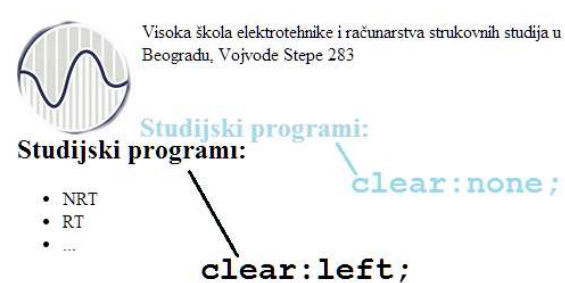 Visoka škola elektrotehnike i računarstva strukovnih studija u
Beogradu, Vojvode Stepe 283
Studijski programi:
Studijski programi:
clear:none;
NRT
RT
...
clear:left;